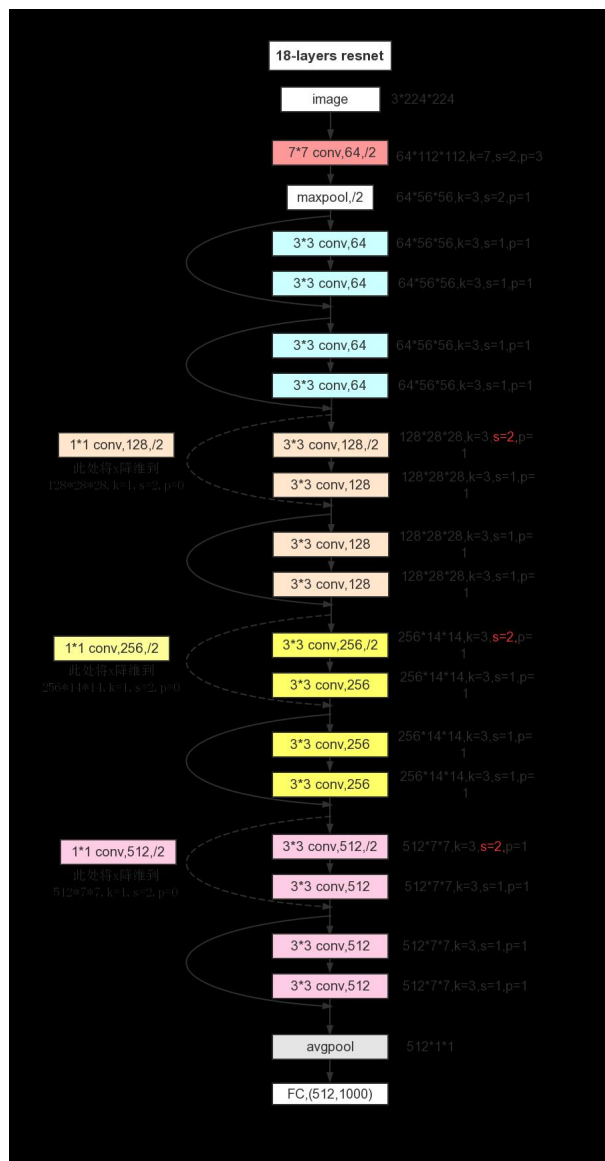 18-layers resnet
image
3*224*224
7*7 conv,64,/2
64*112*112,k=7,s=2,p=3
maxpool,/2
64*56*56,k=3,s=2,p=1
3*3 conv,64
64*56*56,k=3,s=1,p=1
3*3 conv,64
64*56*56,k=3,s=1,p=1
3*3 conv,64
64*56*56,k=3,s=1,p=1
3*3 conv,64
64*56*56,k=3,s=1,p=1
1*1 conv,128,/2
此处将x降维到
128*28*28,k=1,s=2,p=0
3*3 conv,128,/2
128*28*28,k=3,s=2,p=
1
3*3 conv,128
128*28*28,k=3,s=1,p=
1
3*3 conv,128
128*28*28,k=3,s=1,p=
1
3*3 conv,128
128*28*28,k=3,s=1,p=
1
1*1 conv,256,/2
此处将x降维到
256*14*14,k=1,s=2,p=0
3*3 conv,256,/2
256*14*14,k=3,s=2,p=
1
3*3 conv,256
256*14*14,k=3,s=1,p=
1
3*3 conv,256
256*14*14,k=3,s=1,p=
1
3*3 conv,256
256*14*14,k=3,s=1,p=
1
1*1 conv,512,/2
此处将x降维到
512*7*7,k=1,s=2,p=0
3*3 conv,512,/2
512*7*7,k=3,s=2,p=1
3*3 conv,512
512*7*7,k=3,s=1,p=1
3*3 conv,512
512*7*7,k=3,s=1,p=1
3*3 conv,512
512*7*7,k=3,s=1,p=1
avgpool
512*1*1
FC,(512,1000)